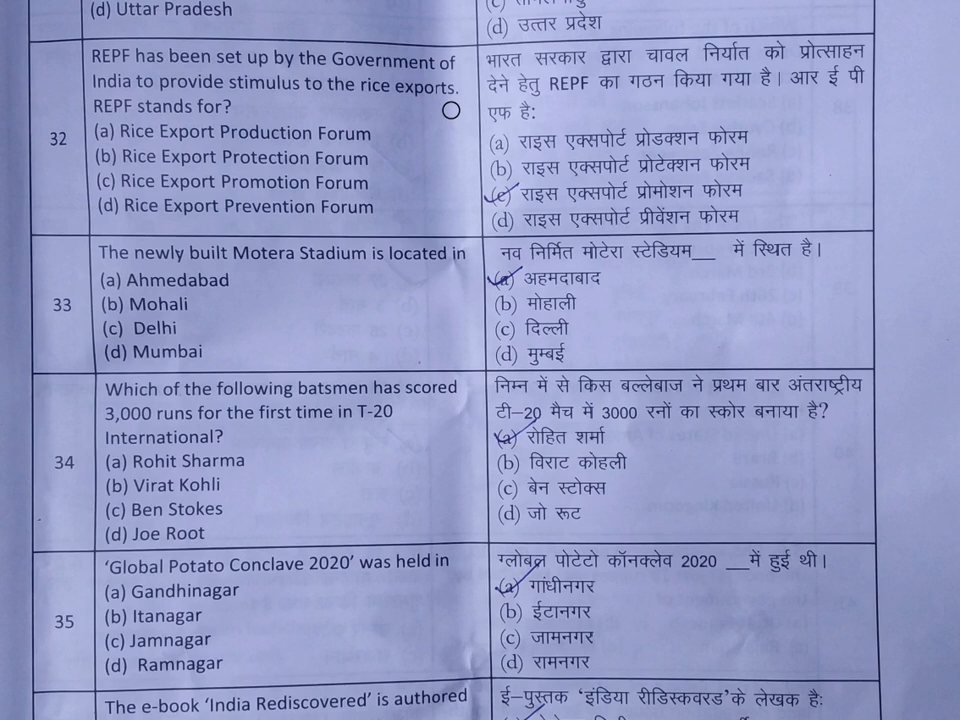 (d) Uttar Pradesh
(d) उत्तर प्रदेश
32
REPF has been set up by the Government of
India to provide stimulus to the rice exports.
REPF stands for?
(a) Rice Export Production Forum
(b) Rice Export Protection Forum
(c) Rice Export Promotion Forum
(d) Rice Export Prevention Forum
भारत सरकार द्वारा चावल निर्यात को प्रोत्साहन
देने हेतु REPF का गठन किया गया है। आर ई पी
एफ है:
(a) राइस एक्सपोर्ट प्रोडक्शन फोरम
(b) राइस एक्सपोर्ट प्रोटेक्शन फोरम
(c) राइस एक्सपोर्ट प्रोमोशन फोरम
(d) राइस एक्सपोर्ट प्रीवेंशन फोरम
33
The newly built Motera Stadium is located in
(a) Ahmedabad
(b) Mohali
(c) Delhi
(d) Mumbai
नव निर्मित मोटेरा स्टेडियम__ में स्थित है।
(a) अहमदाबाद
(b) मोहाली
(c) दिल्ली
(d) मुम्बई
34
Which of the following batsmen has scored
3,000 runs for the first time in T-20
International?
(a) Rohit Sharma
(b) Virat Kohli
(c) Ben Stokes
(d) Joe Root
निम्न में से किस बल्लेबाज ने प्रथम बार अंतराष्ट्रीय
टी–20 मैच में 3000 रनों का स्कोर बनाया है?
(a) रोहित शर्मा
(b) विराट कोहली
(c) बेन स्टोक्स
(d) जो रूट
35
‘Global Potato Conclave 2020’ was held in
(a) Gandhinagar
(b) Itanagar
(c) Jamnagar
(d) Ramnagar
ग्लोबल पोटेटो कॉनक्लेव 2020 __में हुई थी।
(a) गांधीनगर
(b) ईटानगर
(c) जामनगर
(d) रामनगर
The e-book ‘India Rediscovered’ is authored
ई–पुस्तक ‘इंडिया रीडिस्कवरड’के लेखक है: